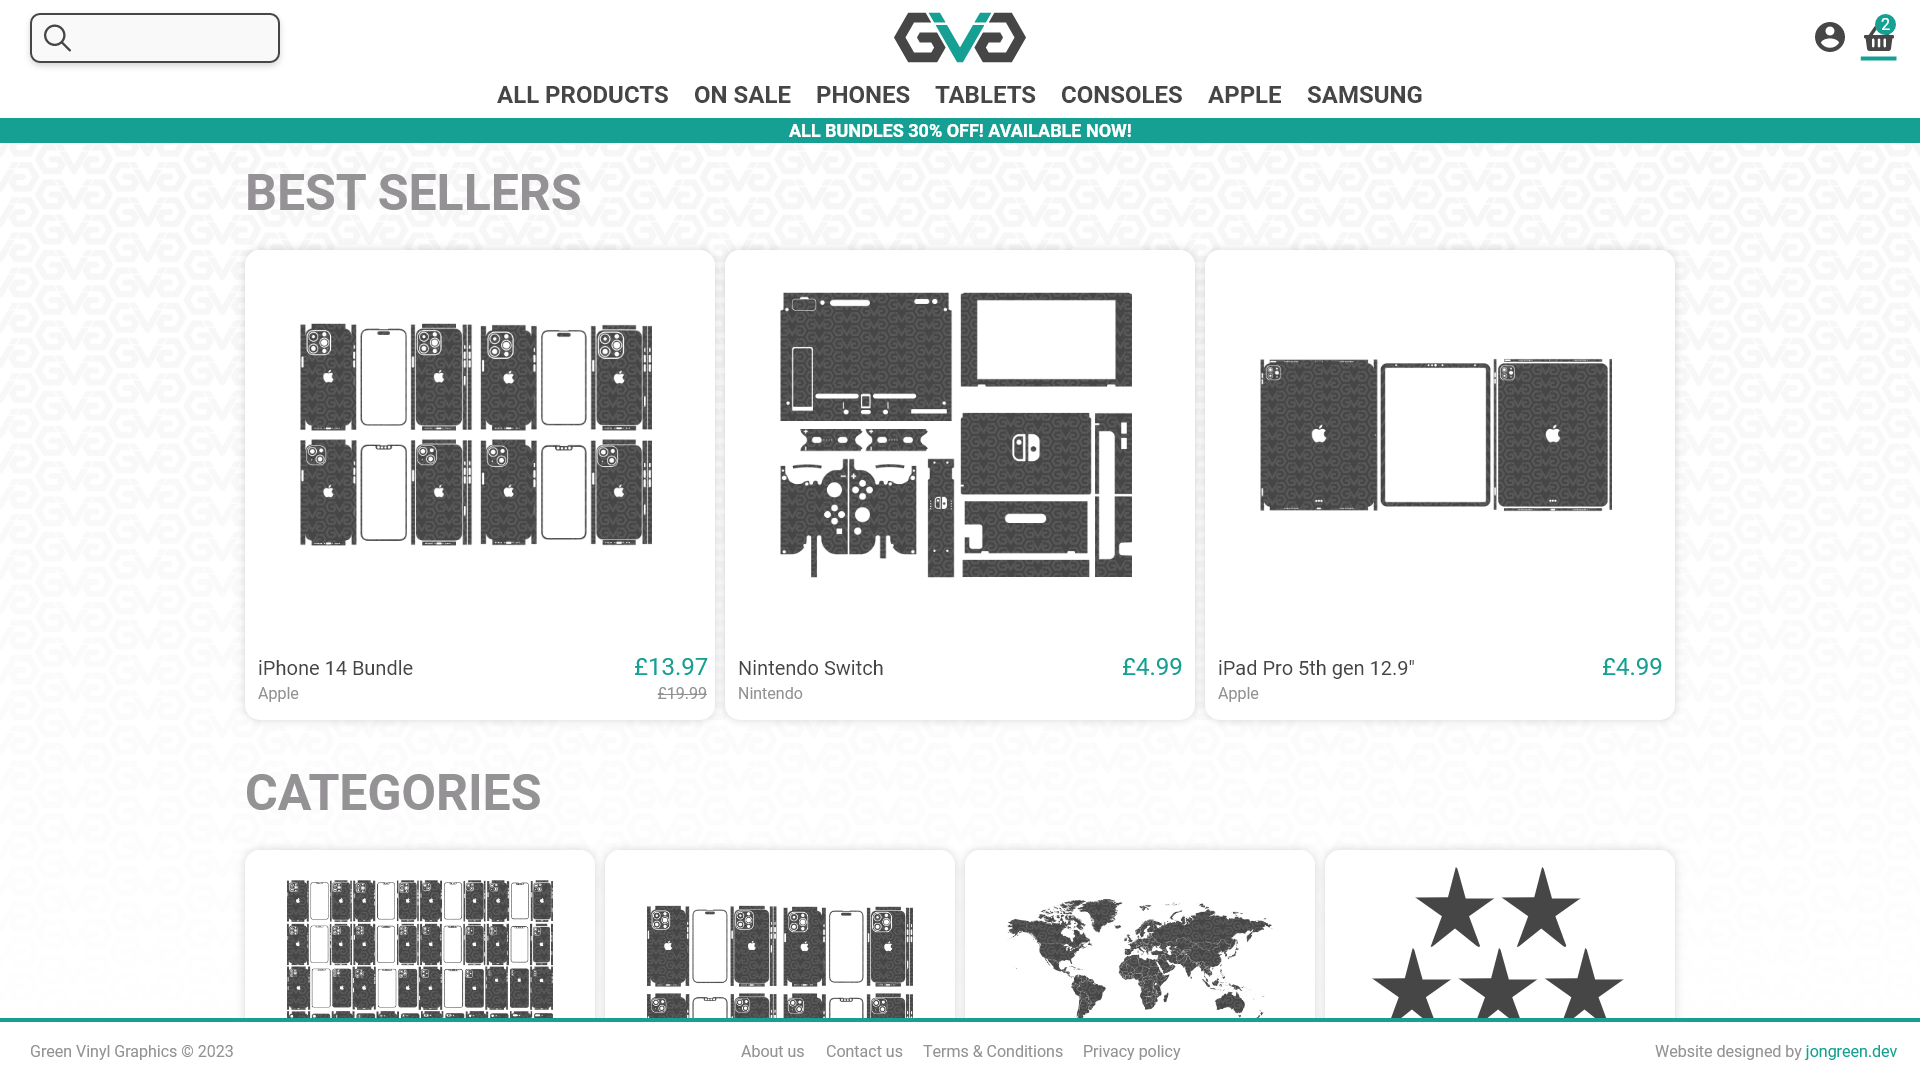 GVG
2
ALL PRODUCTS ON SALE PHONES TABLETS CONSOLES APPLE SAMSUNG
ALL BUNDLES 30% OFF! AVAILABLE NOW!
BEST SELLERS
iPhone 14 Bundle £13.97
Apple £19.99
Nintendo Switch £4.99
Nintendo
iPad Pro 5th gen 12.9" £4.99
Apple
CATEGORIES
Green Vinyl Graphics © 2023 About us Contact us Terms & Conditions Privacy policy Website designed by jongreen.dev